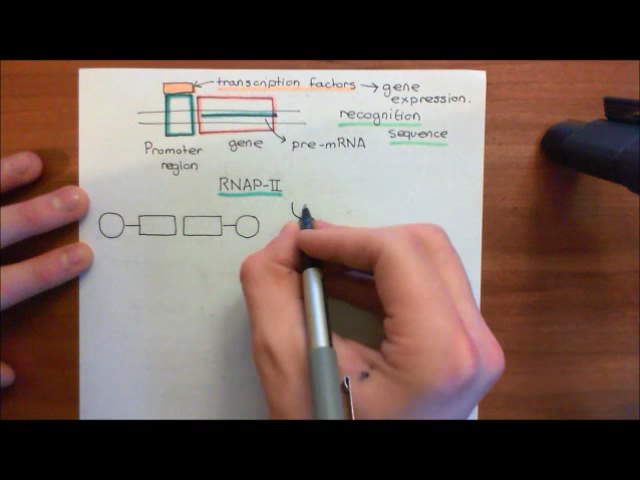 transcription factors → gene
expression.
recognition
sequence
Promoter
region
gene
pre-mRNA
RNAP-II